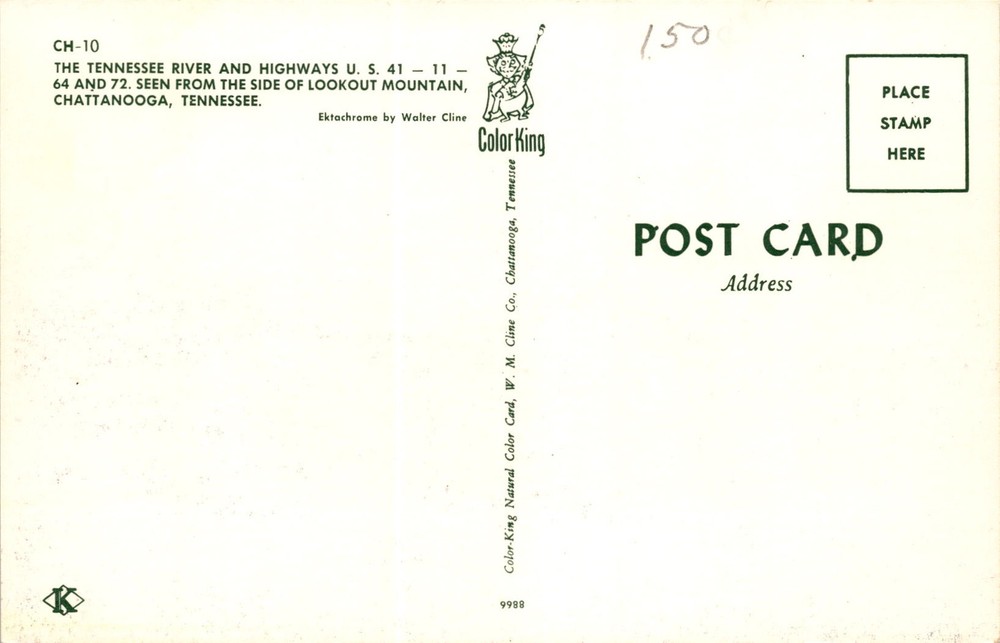 CH-10
THE TENNESSEE RIVER AND HIGHWAYS U. S. 41 — 11 —
64 AND 72. SEEN FROM THE SIDE OF LOOKOUT MOUNTAIN,
CHATTANOOGA, TENNESSEE.
Ektachrome by Walter Cline
ColorKing
Color-King Natural Color Card, W. M. Cline Co., Chattanooga, Tennessee
9988
K
150
PLACE
STAMP
HERE
POST CARD
Address